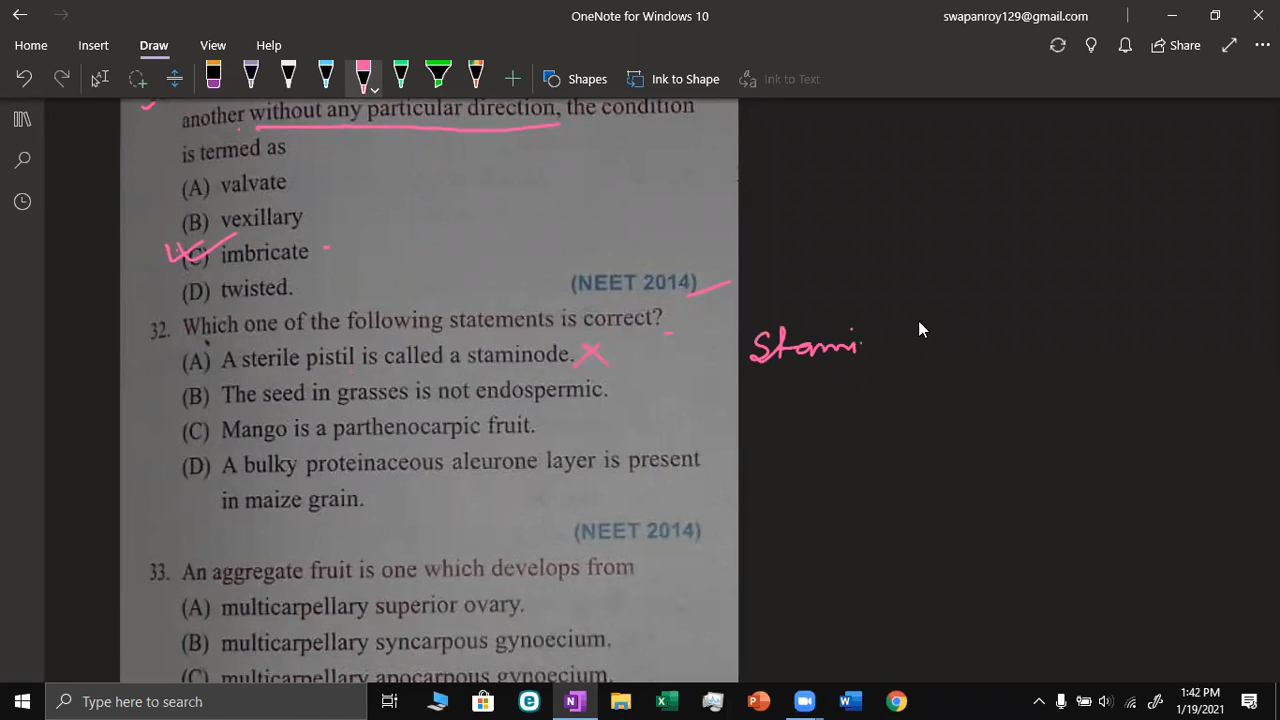 OneNote for Windows 10
swapanroy129@gmail.com
Home Insert Draw View Help
Share
Shapes Ink to Shape Ink to Text
another without any particular direction, the condition
is termed as
(A) valvate
(B) vexillary
(C) imbricate
(D) twisted.
(NEET 2014)
32. Which one of the following statements is correct?
(A) A sterile pistil is called a staminode.
Stami
(B) The seed in grasses is not endospermic.
(C) Mango is a parthenocarpic fruit.
(D) A bulky proteinaceous aleurone layer is present
in maize grain.
(NEET 2014)
33. An aggregate fruit is one which develops from
(A) multicarpellary superior ovary.
(B) multicarpellary syncarpous gynoecium.
(C) multicarpellary apocarpous gynoecium.
Type here to search
1:42 PM
1/19/2021